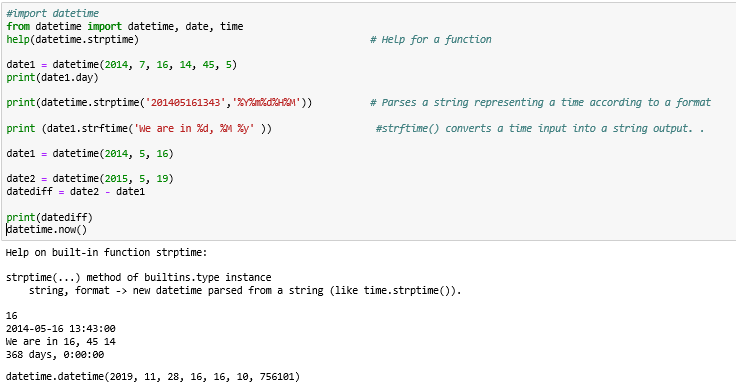 #import datetime
from datetime import datetime, date, time
help(datetime.strptime) # Help for a function
date1 = datetime(2014, 7, 16, 14, 45, 5)
print(date1.day)
print(datetime.strptime('201405161343','%Y%m%d%H%M')) # Parses a string representing a time according to a format
print (date1.strftime('We are in %d, %M %y' )) #strftime() converts a time input into a string output. .
date1 = datetime(2014, 5, 16)
date2 = datetime(2015, 5, 19)
datediff = date2 - date1
print(datediff)
datetime.now()
Help on built-in function strptime:
strptime(...) method of builtins.type instance
string, format -> new datetime parsed from a string (like time.strptime()).
16
2014-05-16 13:43:00
We are in 16, 45 14
368 days, 0:00:00
datetime.datetime(2019, 11, 28, 16, 16, 10, 756101)